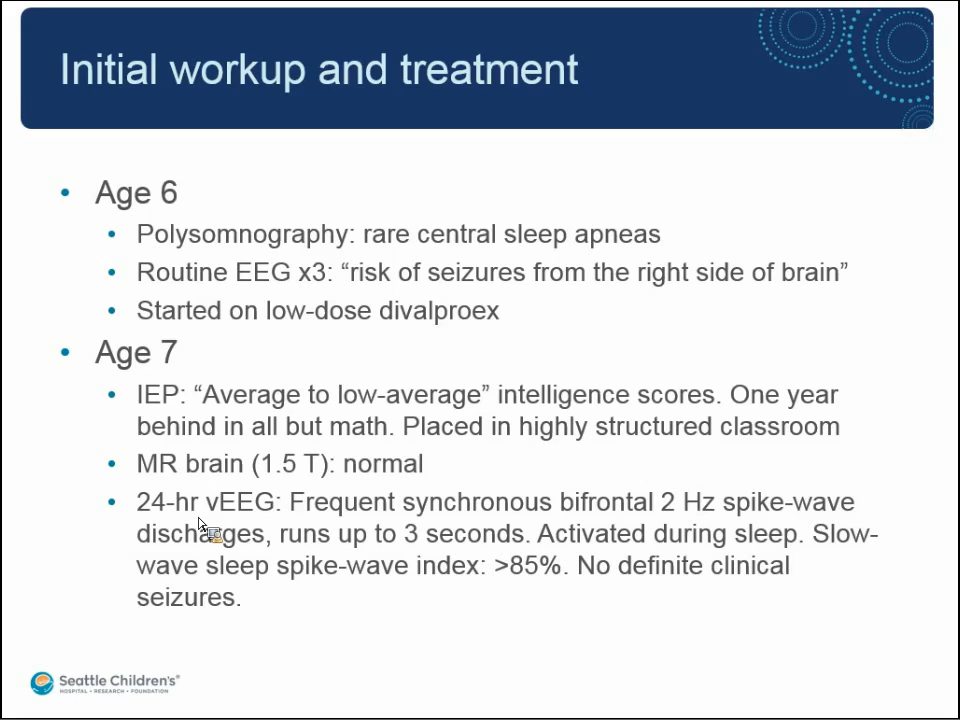 Initial workup and treatment
• Age 6
• Polysomnography: rare central sleep apneas
• Routine EEG x3: “risk of seizures from the right side of brain”
• Started on low-dose divalproex
• Age 7
• IEP: “Average to low-average” intelligence scores. One year
behind in all but math. Placed in highly structured classroom
• MR brain (1.5 T): normal
• 24-hr vEEG: Frequent synchronous bifrontal 2 Hz spike-wave
discharges, runs up to 3 seconds. Activated during sleep. Slow-
wave sleep spike-wave index: >85%. No definite clinical
seizures.
Seattle Children's®
HOSPITAL • RESEARCH • FOUNDATION